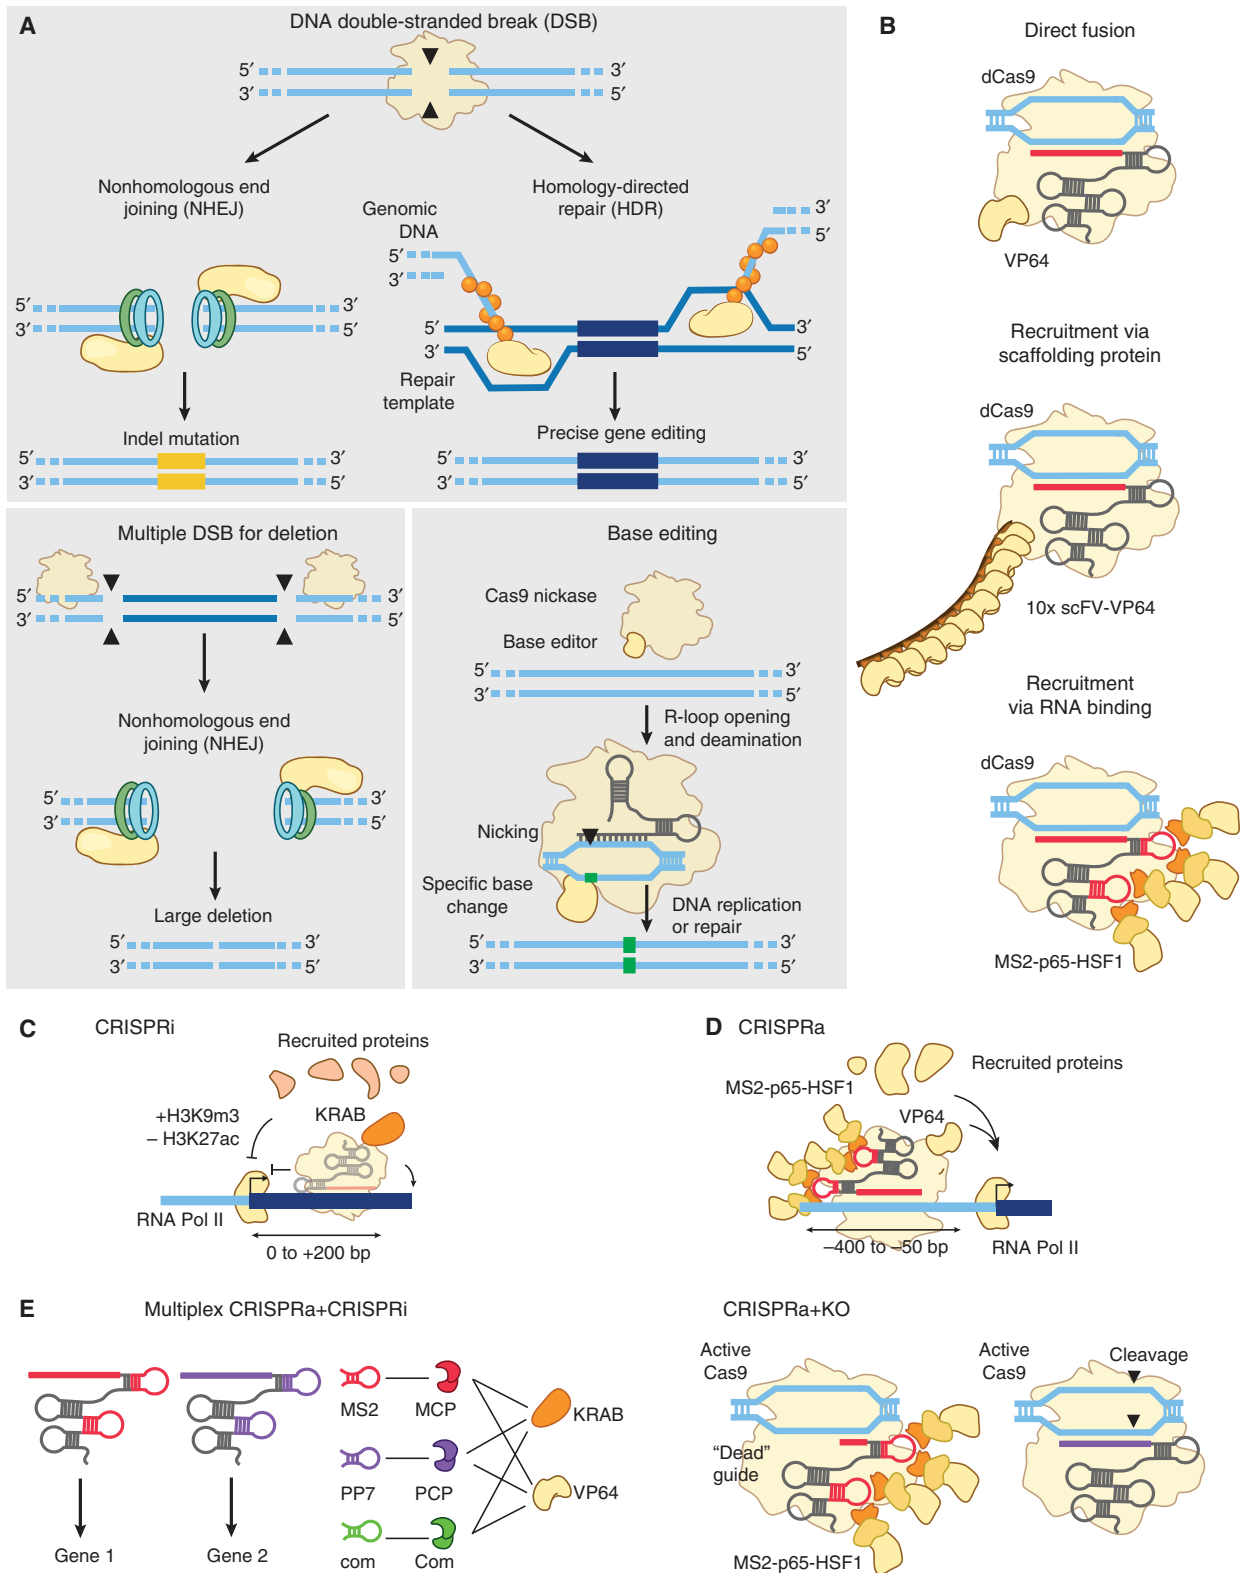 A
DNA double-stranded break (DSB)
5′
3′
3′
5′
Nonhomologous end
joining (NHEJ)
Homology-directed
repair (HDR)
Genomic
DNA
5′
3′
3′
5′
5′
3′
3′
5′
5′
3′
3′
5′
Repair
template
Indel mutation
5′
3′
3′
5′
Precise gene editing
5′
3′
3′
5′
Multiple DSB for deletion
5′
3′
3′
5′
Nonhomologous end
joining (NHEJ)
5′
3′
3′
5′
Large deletion
5′
3′
3′
5′
Base editing
Cas9 nickase
Base editor
5′
3′
3′
5′
R-loop opening
and deamination
Nicking
Specific base
change
DNA replication
or repair
5′
3′
3′
5′
B
Direct fusion
dCas9
VP64
Recruitment via
scaffolding protein
dCas9
10x scFV-VP64
Recruitment
via RNA binding
dCas9
MS2-p65-HSF1
C
CRISPRi
Recruited proteins
+H3K9m3
– H3K27ac
KRAB
RNA Pol II
0 to +200 bp
D
CRISPRa
Recruited proteins
MS2-p65-HSF1
VP64
–400 to –50 bp
RNA Pol II
E
Multiplex CRISPRa+CRISPRi
Gene 1
Gene 2
MS2
MCP
PP7
PCP
com
Com
KRAB
VP64
CRISPRa+KO
Active
Cas9
“Dead”
guide
MS2-p65-HSF1
Active
Cas9
Cleavage